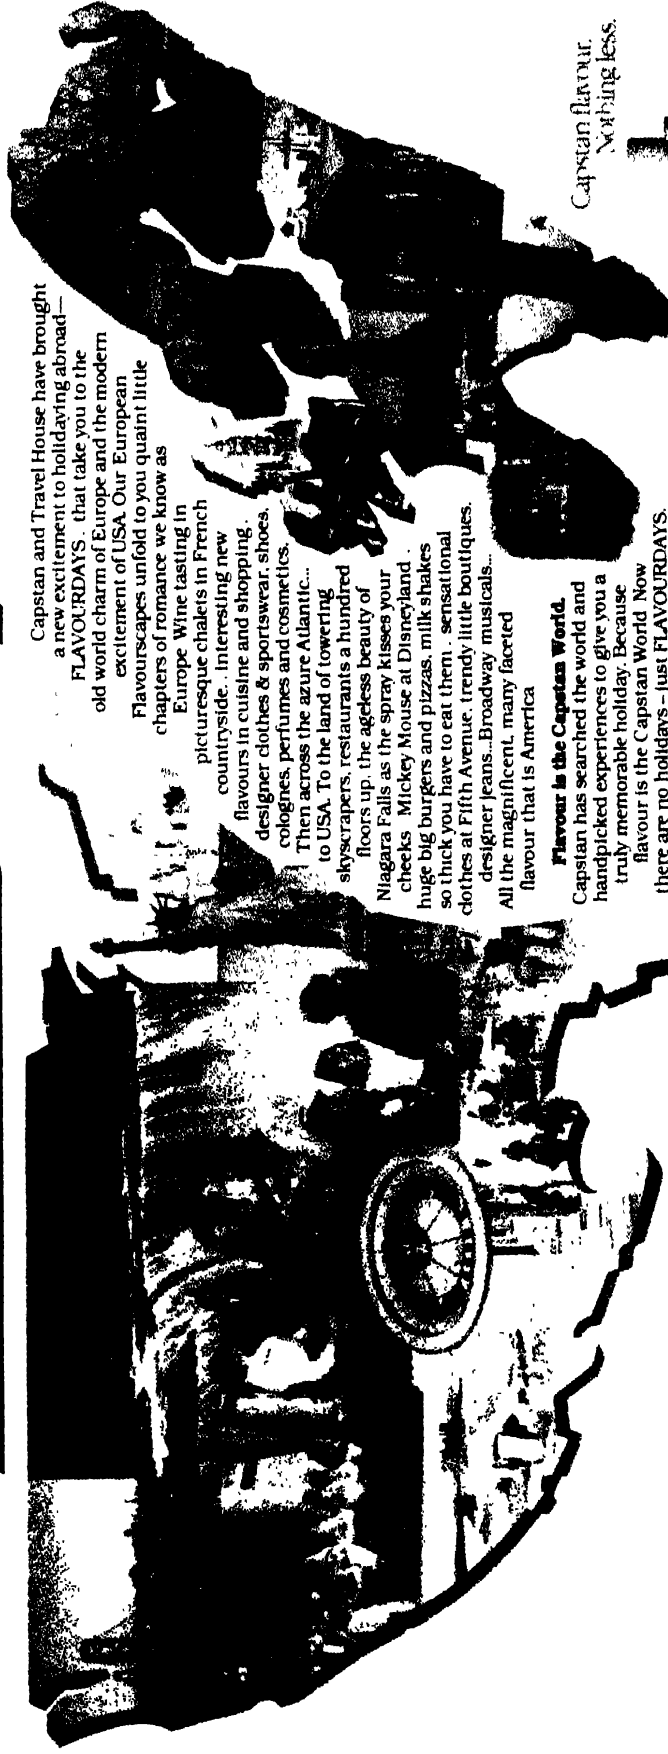 Capstan and Travel House have brought
a new excitement to holidaying abroad—
FLAVOURDAYS . that take you to the
old world charm of Europe and the modern
excitement of USA Our European
Flavourscapes unfold to you quaint little
chapters of romance we know as
Europe Wine tasting in
picturesque chalets in French
countryside. . Interesting new
flavours in cuisine and shopping .
designer clothes & sportswear, shoes,
colognes, perfumes and cosmetics.
Then across the azure Atlantic...
to USA. To the land of towering
skyscrapers, restaurants a hundred
floors up, the ageless beauty of
Niagara Falls as the spray kisses your
cheeks Mickey Mouse at Disneyland .
huge big burgers and pizzas, milk shakes
so thick you have to eat them . sensational
clothes at Fifth Avenue, trendy little boutiques,
designer jeans...Broadway musicals...
All the magnificent, many faceted
flavour that is America
Flavour is the Capstan World.
Capstan has searched the world and
handpicked experiences to give you a
truly memorable holiday. Because
flavour is the Capstan World Now
there are no holidays – just FLAVOURDAYS.
Capstan flavour.
Nothing less.